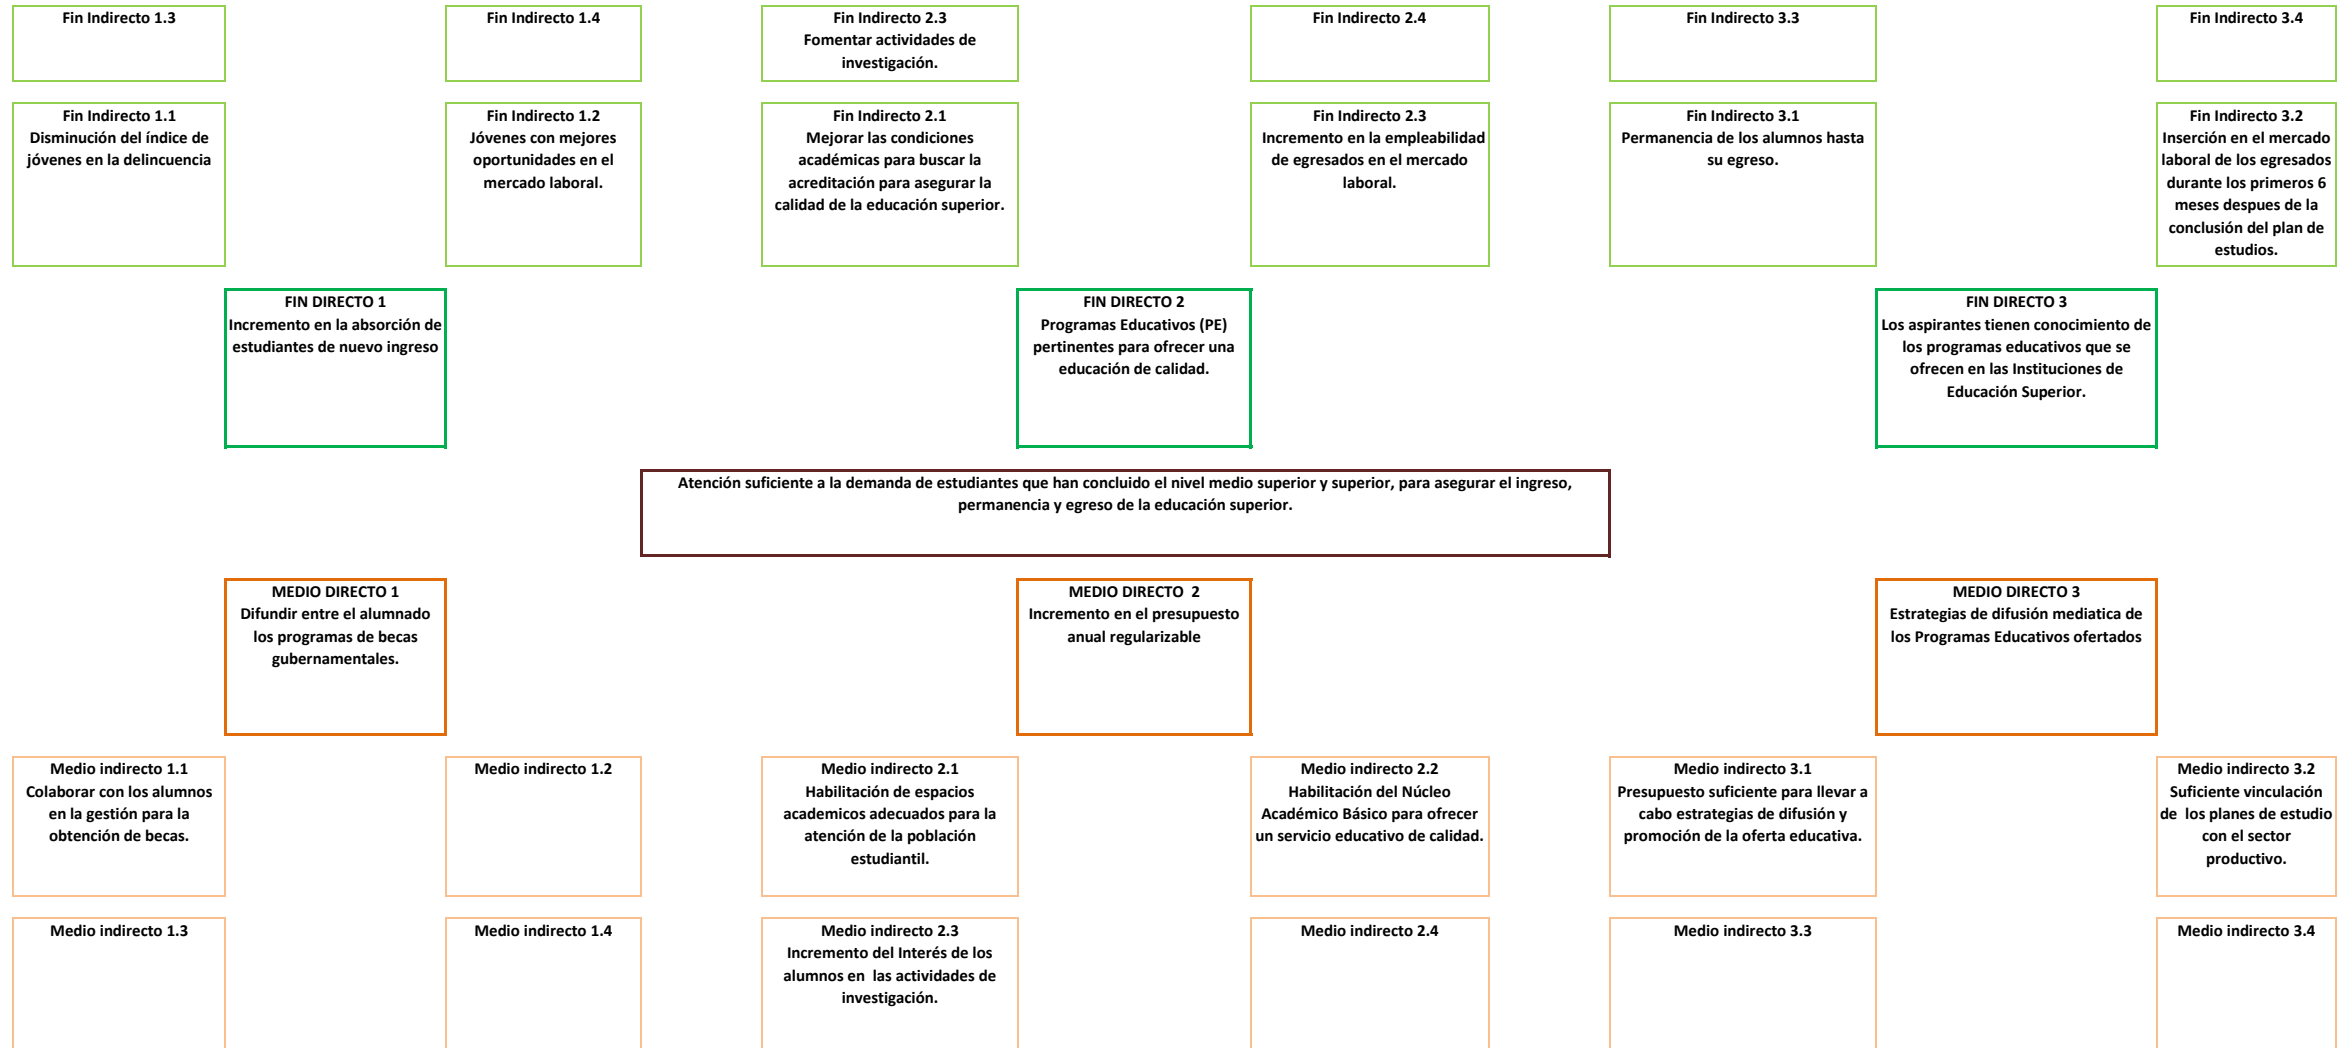 Fin Indirecto 1.3
Fin Indirecto 1.4
Fin Indirecto 2.3
Fomentar actividades de
investigación.
Fin Indirecto 2.4
Fin Indirecto 3.3
Fin Indirecto 3.4
Fin Indirecto 1.1
Disminución del índice de
jóvenes en la delincuencia
Fin Indirecto 1.2
Jóvenes con mejores
oportunidades en el
mercado laboral.
Fin Indirecto 2.1
Mejorar las condiciones
académicas para buscar la
acreditación para asegurar la
calidad de la educación superior.
Fin Indirecto 2.3
Incremento en la empleabilidad
de egresados en el mercado
laboral.
Fin Indirecto 3.1
Permanencia de los alumnos hasta
su egreso.
Fin Indirecto 3.2
Inserción en el mercado
laboral de los egresados
durante los primeros 6
meses despues de la
conclusión del plan de
estudios.
FIN DIRECTO 1
Incremento en la absorción de
estudiantes de nuevo ingreso
FIN DIRECTO 2
Programas Educativos (PE)
pertinentes para ofrecer una
educación de calidad.
FIN DIRECTO 3
Los aspirantes tienen conocimiento de
los programas educativos que se
ofrecen en las Instituciones de
Educación Superior.
Atención suficiente a la demanda de estudiantes que han concluido el nivel medio superior y superior, para asegurar el ingreso,
permanencia y egreso de la educación superior.
MEDIO DIRECTO 1
Difundir entre el alumnado
los programas de becas
gubernamentales.
MEDIO DIRECTO  2
Incremento en el presupuesto
anual regularizable
MEDIO DIRECTO 3
Estrategias de difusión mediatica de
los Programas Educativos ofertados
Medio indirecto 1.1
Colaborar con los alumnos
en la gestión para la
obtención de becas.
Medio indirecto 1.2
Medio indirecto 2.1
Habilitación de espacios
academicos adecuados para la
atención de la población
estudiantil.
Medio indirecto 2.2
Habilitación del Núcleo
Académico Básico para ofrecer
un servicio educativo de calidad.
Medio indirecto 3.1
Presupuesto suficiente para llevar a
cabo estrategias de difusión y
promoción de la oferta educativa.
Medio indirecto 3.2
Suficiente vinculación
de  los planes de estudio
con el sector
productivo.
Medio indirecto 1.3
Medio indirecto 1.4
Medio indirecto 2.3
Incremento del Interés de los
alumnos en  las actividades de
investigación.
Medio indirecto 2.4
Medio indirecto 3.3
Medio indirecto 3.4